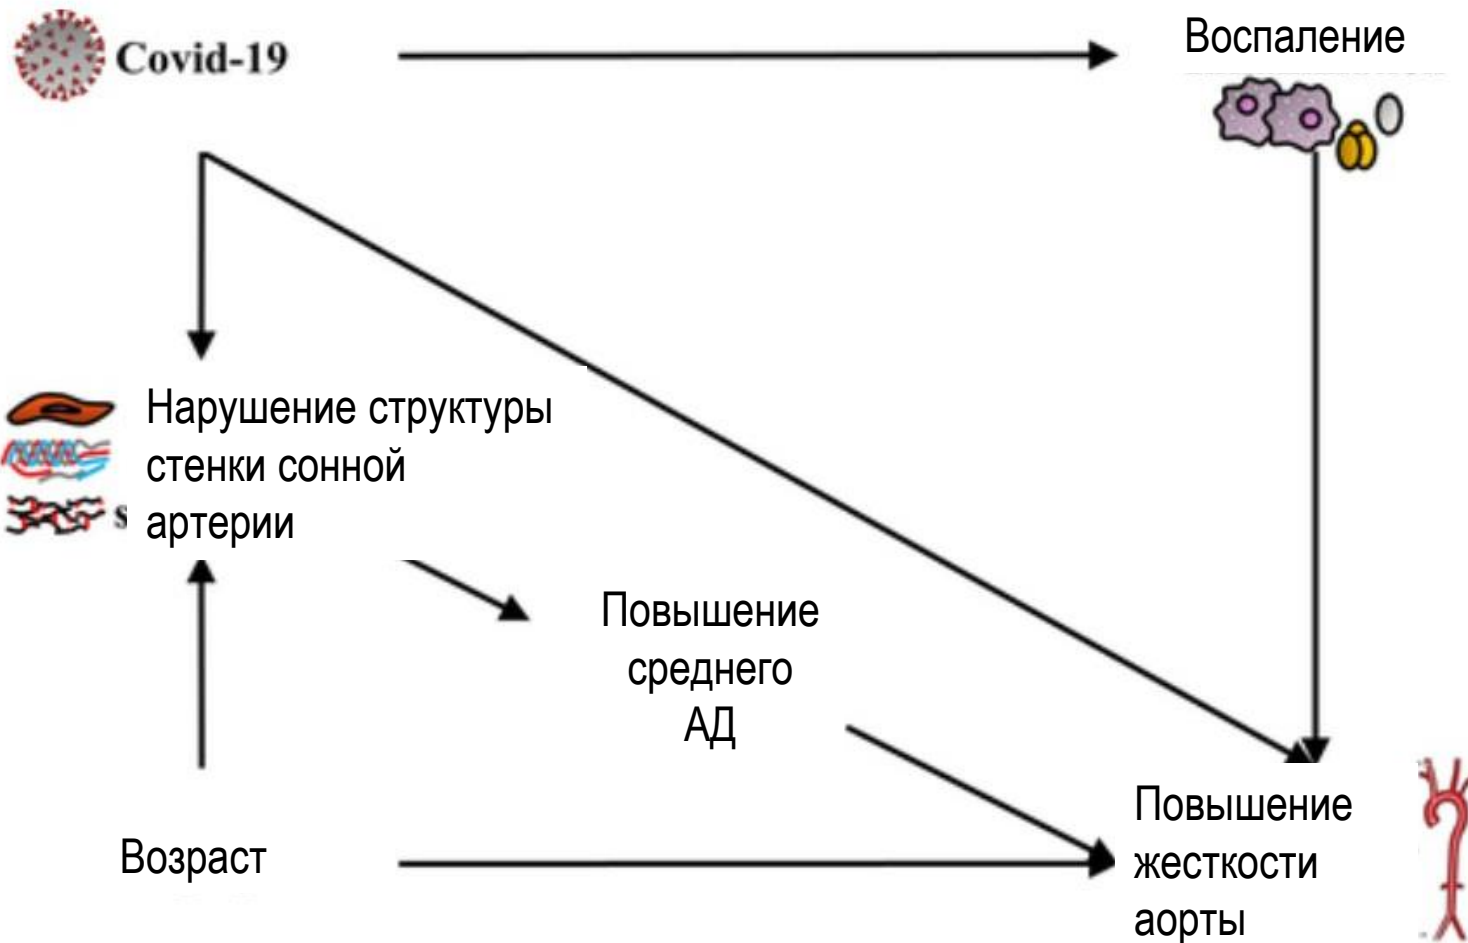 Covid-19
Воспаление
Нарушение структуры
стенки сонной
s артерии
Повышение
среднего
АД
Возраст
Повышение
жесткости
аорты